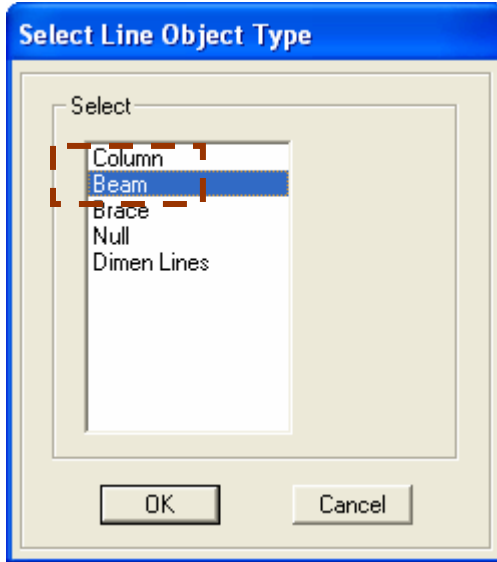 Select Line Object Type
Select
Column
Beam
Brace
Null
Dimen Lines
OK
Cancel